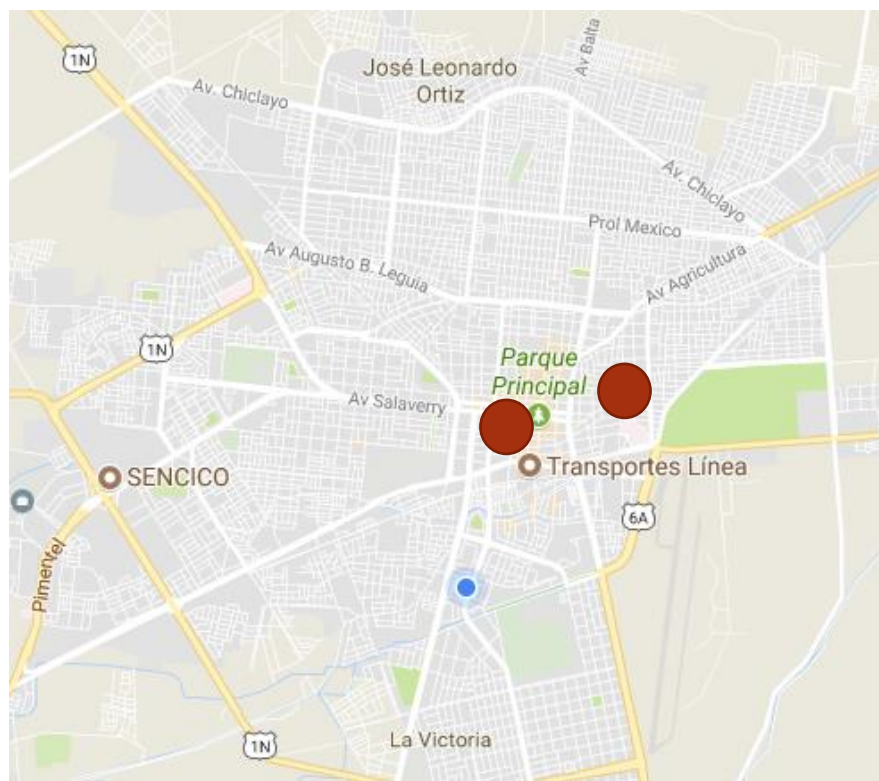 1N
Av Balta
José Leonardo
Ortiz
Av. Chiclayo
Av. Chiclayo
Prol Mexico
Av Augusto B. Leguia
Av Agricultura
1N
Parque
Principal
Av Salaverry
SENCICO
Transportes Línea
6A
Pimentel
La Victoria
1N